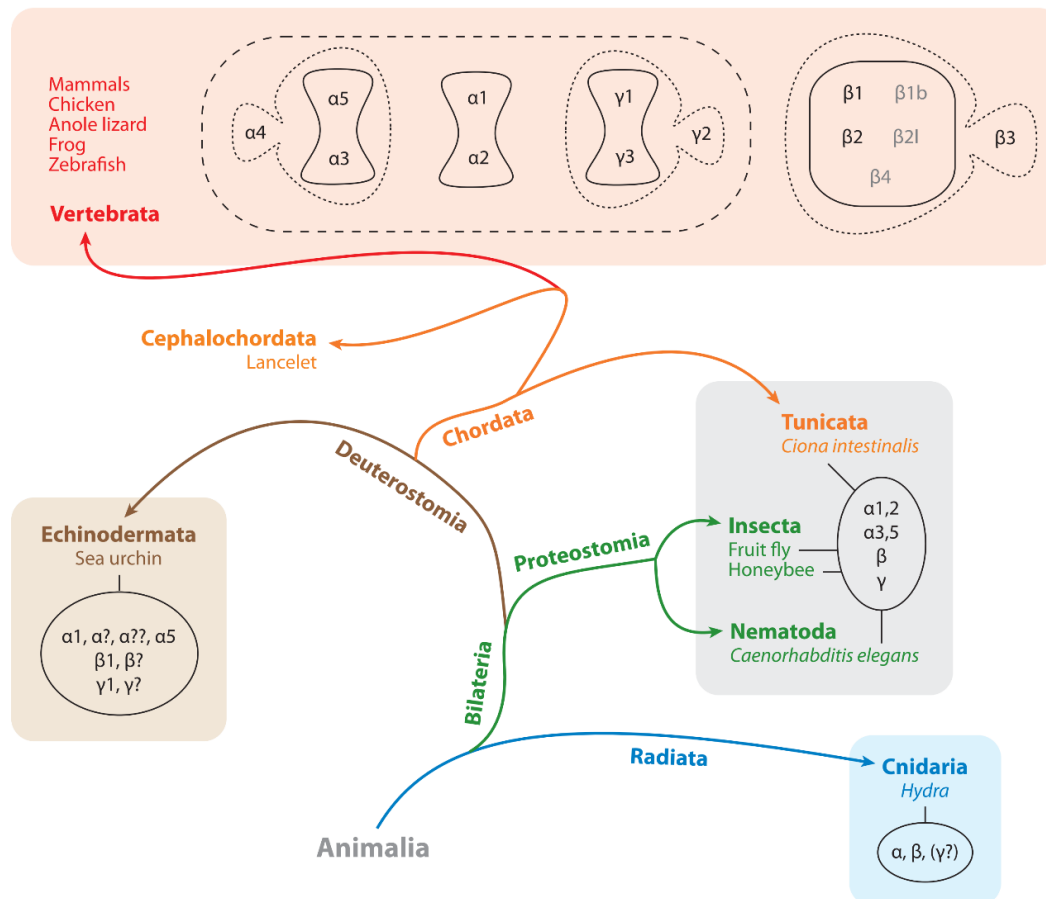 Mammals
Chicken
Anole lizard
Frog
Zebrafish
Vertebrata
α4
α5
α3
α1
α2
γ1
γ3
γ2
β1 β1b
β2 β2l
β4
β3
Cephalochordata
Lancelet
Chordata
Tunicata
Ciona intestinalis
Deuterostomia
Echinodermata
Sea urchin
α1, α?, α??, α5
β1, β?
γ1, γ?
Proteostomia
Insecta
Fruit fly
Honeybee
α1,2
α3,5
β
γ
Nematoda
Caenorhabditis elegans
Bilateria
Radiata
Cnidaria
Hydra
α, β, (γ?)
Animalia